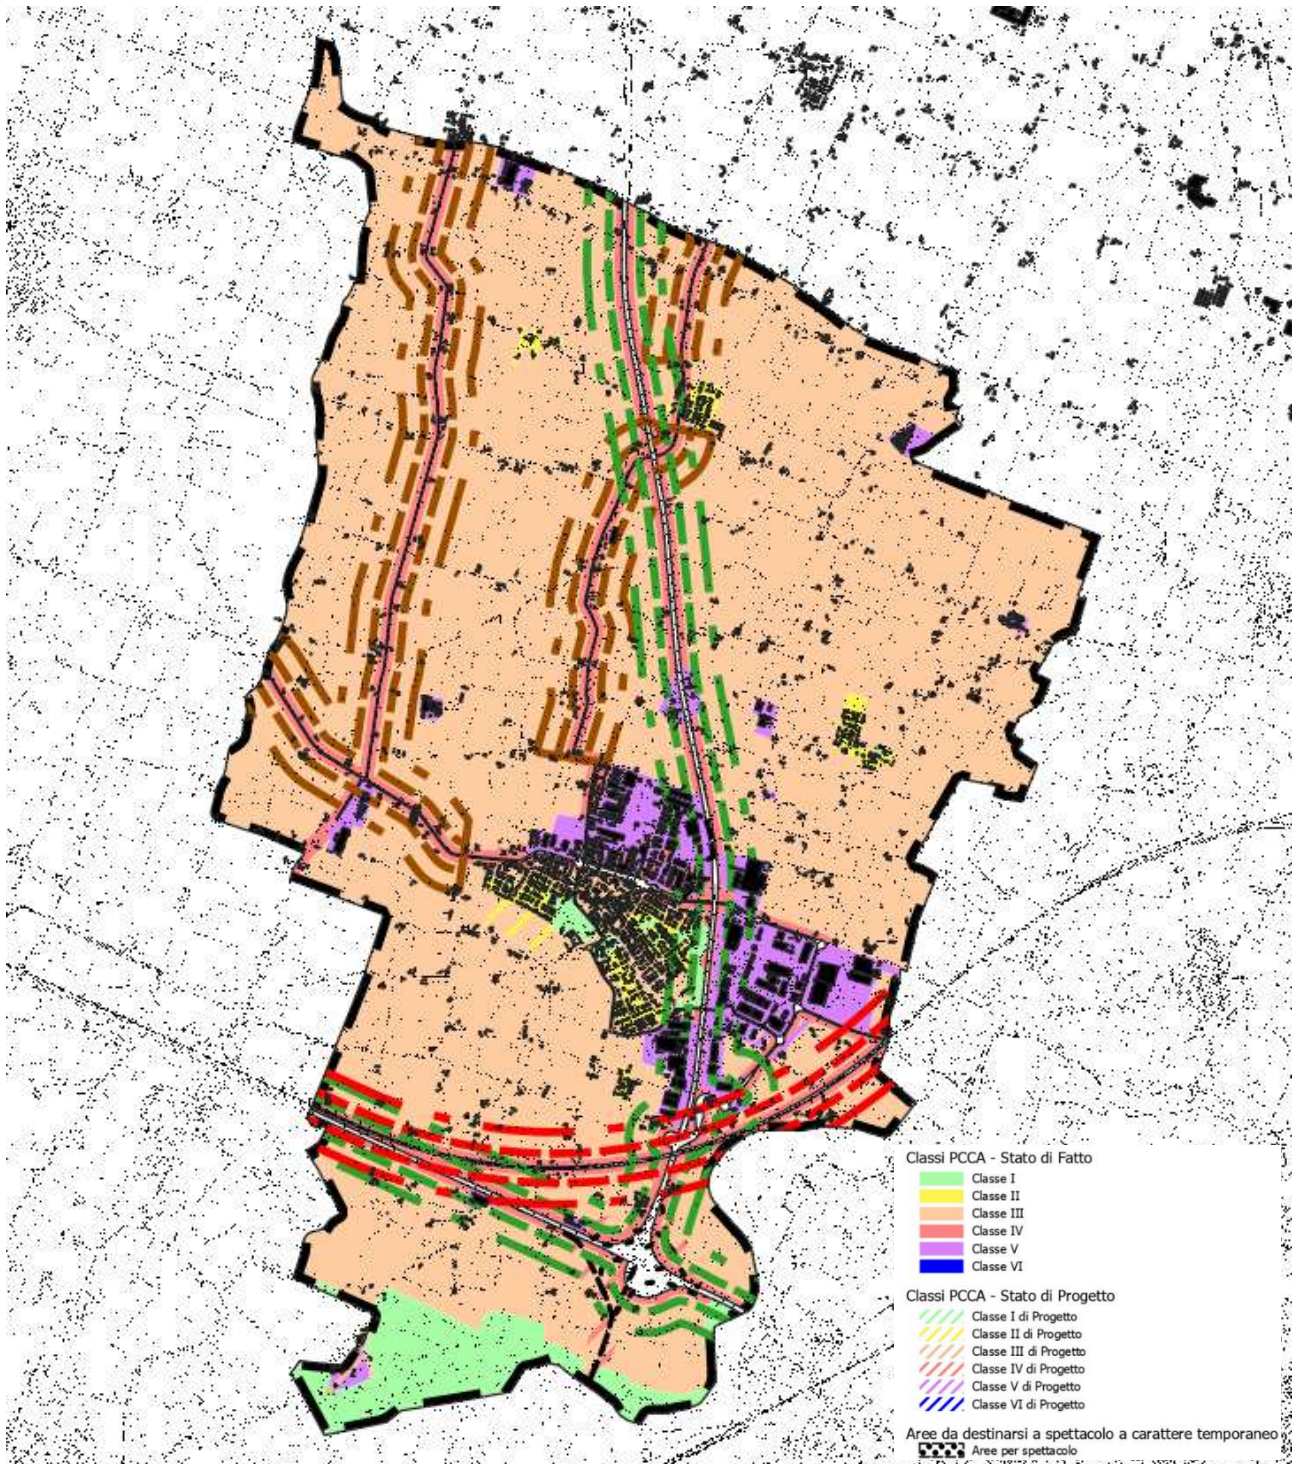 Classi PCCA - Stato di Fatto
Classe I
Classe II
Classe III
Classe IV
Classe V
Classe VI
Classi PCCA - Stato di Progetto
Classe I di Progetto
Classe II di Progetto
Classe III di Progetto
Classe IV di Progetto
Classe V di Progetto
Classe VI di Progetto
Aree da destinarsi a spettacolo a carattere temporaneo
Aree per spettacolo